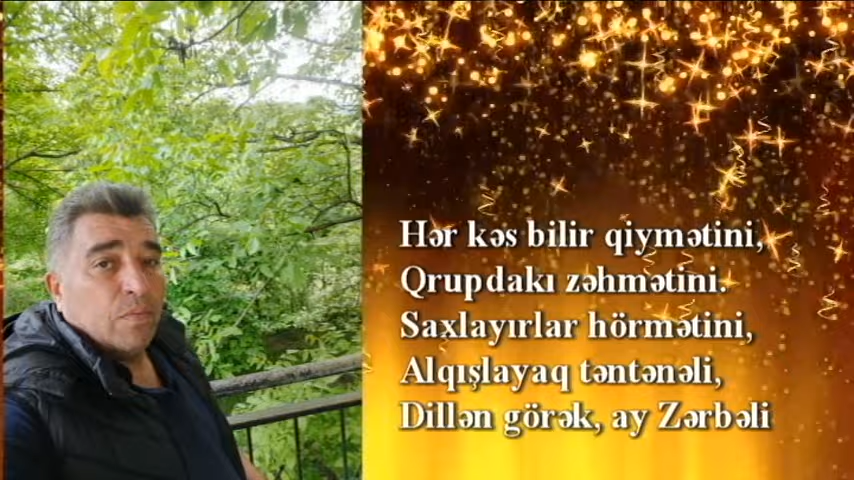 Hər kəs bilir qiymətini,
Qrupdakı zəhmətini.
Saxlayırlar hörmətini,
Alqışlayaq təntənəli,
Dillən görək, ay Zərbəli